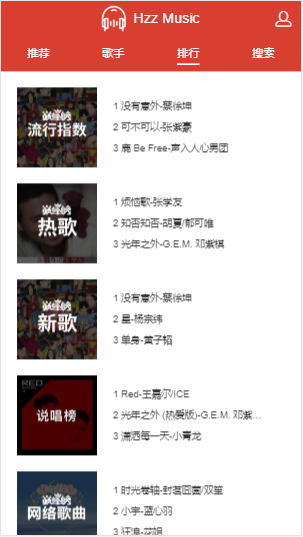 Hzz Music
推荐 歌手 排行 搜索
巅峰榜
流行指数
1 没有意外-蔡徐坤
2 可不可以-张紫豪
3 鹿 Be Free-声入人心男团
巅峰榜
热歌
1 烦恼歌-张学友
2 知否知否-胡夏/郁可唯
3 光年之外-G.E.M. 邓紫棋
巅峰榜
新歌
1 没有意外-蔡徐坤
2 星-杨宗纬
3 单身-黄子韬
RED
说唱榜
1 Red-王嘉尔/ICE
2 光年之外 (热爱版)-G.E.M. 邓紫...
3 潇洒每一天-小青龙
巅峰榜
网络歌曲
1 时光卷轴-封茗囧菌/双笙
2 小宇-蓝心羽
3 狂浪-花姐